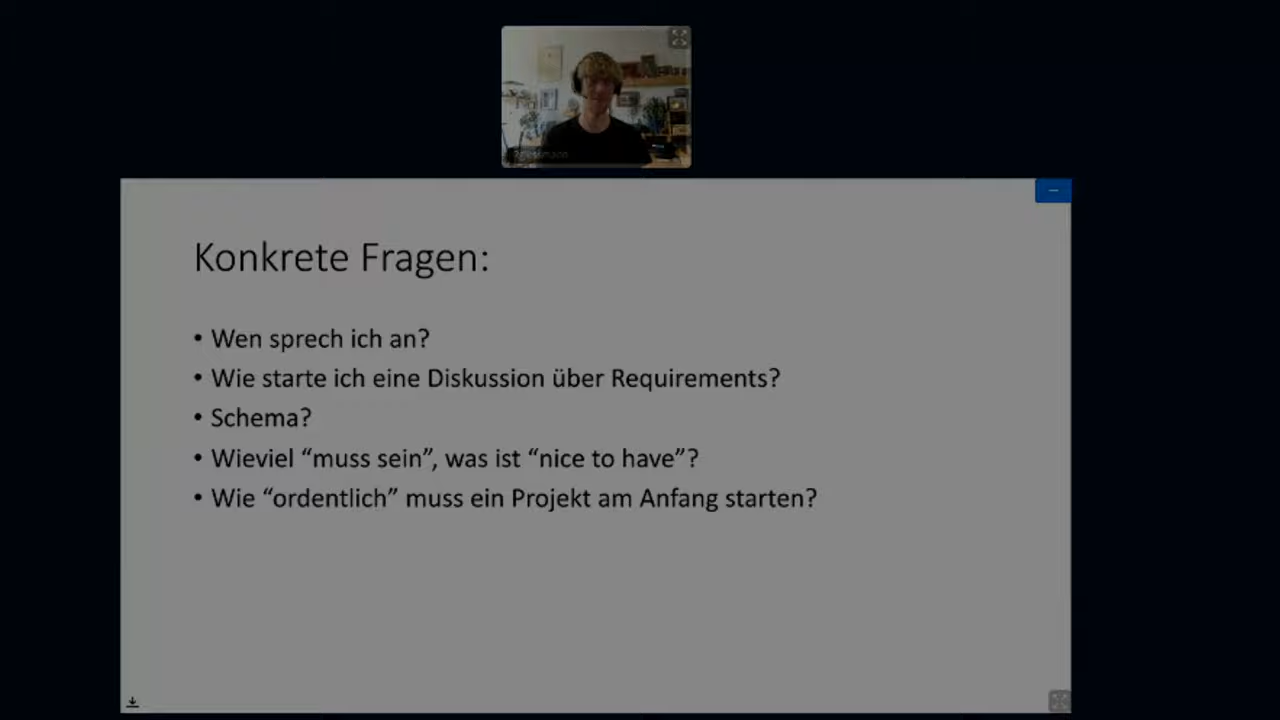 Konkrete Fragen:
• Wen sprech ich an?
• Wie starte ich eine Diskussion über Requirements?
• Schema?
• Wieviel “muss sein”, was ist “nice to have”?
• Wie “ordentlich” muss ein Projekt am Anfang starten?